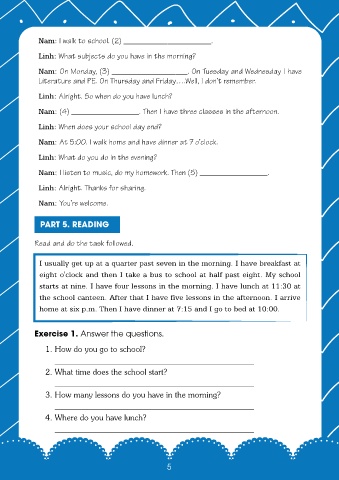 Nam: I walk to school. (2) ______________________.
Linh: What subjects do you have in the morning?
Nam: On Monday, (3) ___________________. On Tuesday and Wednesday I have
Literature and PE. On Thursday and Friday.....Well, I don't remember.
Linh: Alright. So when do you have lunch?
Nam: (4) _________________. Then I have three classes in the afternoon.
Linh: When does your school day end?
Nam: At 5:00. I walk home and have dinner at 7 o'clock.
Linh: What do you do in the evening?
Nam: I listen to music, do my homework. Then (5) _________________.
Linh: Alright. Thanks for sharing.
Nam: You're welcome.
PART 5. READING
Read and do the task followed.
I usually get up at a quarter past seven in the morning. I have breakfast at
eight o'clock and then I take a bus to school at half past eight. My school
starts at nine. I have four lessons in the morning. I have lunch at 11:30 at
the school canteen. After that I have five lessons in the afternoon. I arrive
home at six p.m. Then I have dinner at 7:15 and I go to bed at 10:00.
Exercise 1. Answer the questions.
1. How do you go to school?
2. What time does the school start?
3. How many lessons do you have in the morning?
4. Where do you have lunch?
5